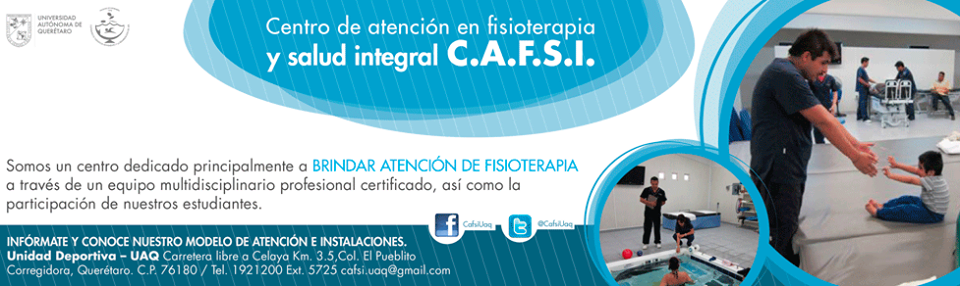 UNIVERSIDAD
AUTÓNOMA DE
QUERÉTARO
Centro de atención en fisioterapia
y salud integral C.A.F.S.I.
Somos un centro dedicado principalmente a BRINDAR ATENCIÓN DE FISIOTERAPIA
a través de un equipo multidisciplinario profesional certificado, así como la
participación de nuestros estudiantes.
CafsiUaq @CafsiUaq
INFÓRMATE Y CONOCE NUESTRO MODELO DE ATENCIÓN E INSTALACIONES.
Unidad Deportiva – UAQ Carretera libre a Celaya Km. 3.5,Col. El Pueblito
Corregidora, Querétaro. C.P. 76180 / Tel. 1921200 Ext. 5725 cafsi.uaq@gmail.com